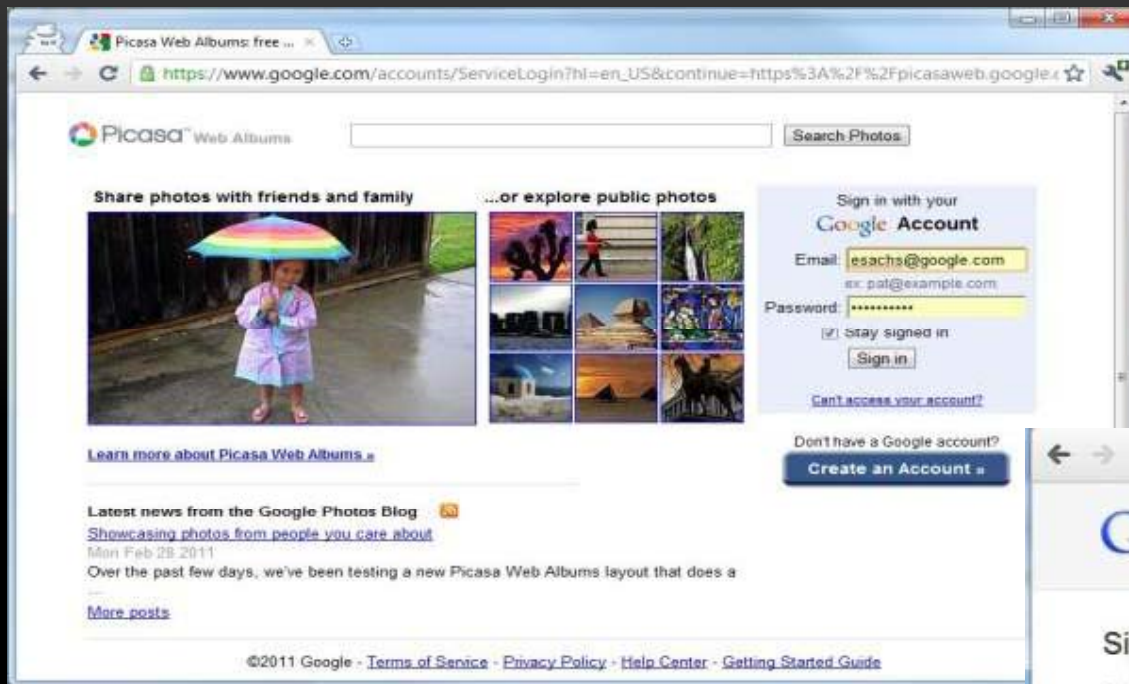 Picasa Web Albums: free ...
https://www.google.com/accounts/ServiceLogin?hl=en_US&continue=https%3A%2F%2Fpicasaweb.google.c
Picasa™ Web Albums
Search Photos
Share photos with friends and family
...or explore public photos
Sign in with your
Google Account
Email: esachs@google.com
ex: pat@example.com
Password: ••••••••••
Stay signed in
Sign in
Can't access your account?
Don't have a Google account?
Create an Account »
Learn more about Picasa Web Albums »
Latest news from the Google Photos Blog
Showcasing photos from people you care about
Mon Feb 28 2011
Over the past few days, we've been testing a new Picasa Web Albums layout that does a
...
More posts
©2011 Google - Terms of Service - Privacy Policy - Help Center - Getting Started Guide
G
Si